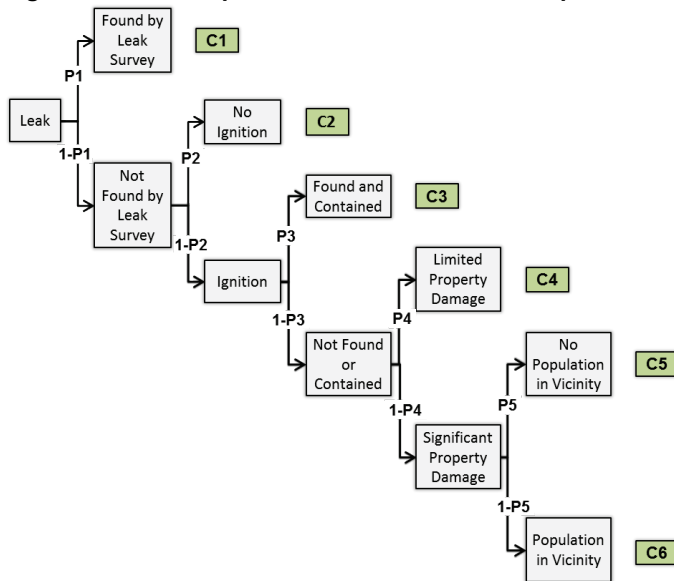 Found by
Leak
Survey
C1
P1
Leak
No
Ignition
C2
1-P1
P2
Not
Found by
Leak
Survey
Found and
Contained
C3
P3
1-P2
Ignition
Limited
Property
Damage
C4
1-P3
P4
Not Found
or
Contained
No
Population
in Vicinity
C5
1-P4
P5
Significant
Property
Damage
1-P5
Population
in Vicinity
C6